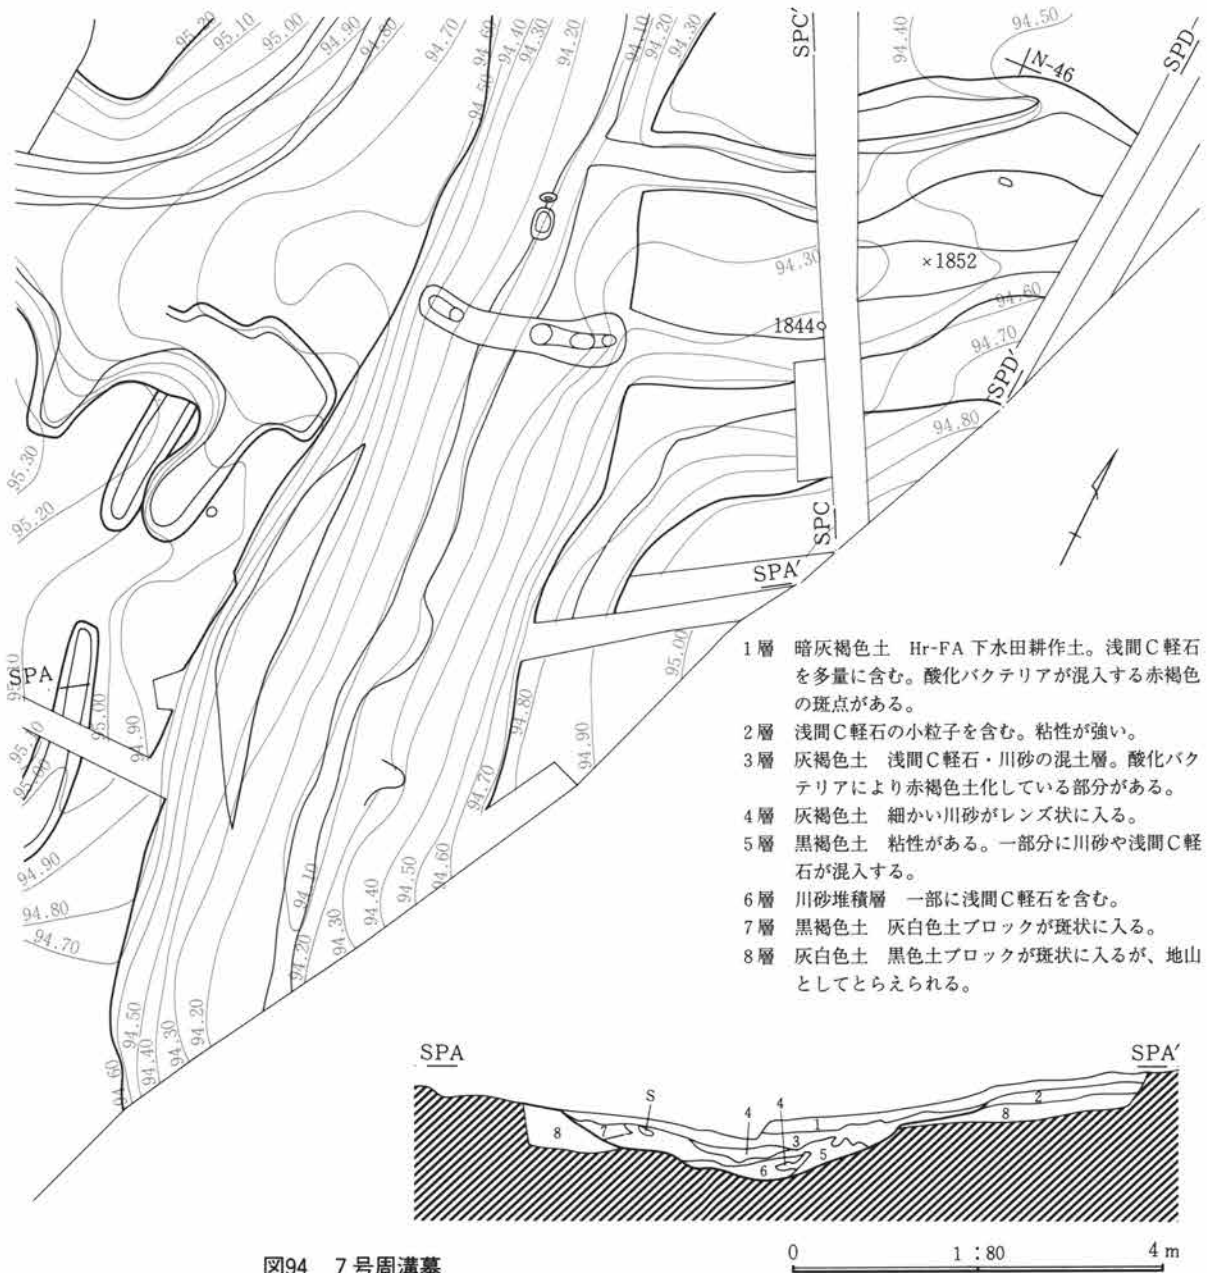 95.20
95.10
95.00
94.90
94.80
94.70
94.60
94.50
94.40
94.30
94.20
94.10
94.20
94.30
SPC′
94.40
94.50
N-46
SPD
94.30
×1852
1844
94.60
94.70
SPD′
94.80
95.30
95.20
SPC
SPA′
95.00
SPA
95.10
95.00
94.90
95.10
95.00
94.90
94.80
94.70
94.80
94.90
94.70
94.60
94.50
94.40
94.10
94.30
94.20
94.50
94.40
94.30
94.20
94.60
1層 暗灰褐色土 Hr-FA 下水田耕作土。浅間C軽石
を多量に含む。酸化バクテリアが混入する赤褐色
の斑点がある。
2層 浅間C軽石の小粒子を含む。粘性が強い。
3層 灰褐色土 浅間C軽石・川砂の混土層。酸化バク
テリアにより赤褐色土化している部分がある。
4層 灰褐色土 細かい川砂がレンズ状に入る。
5層 黒褐色土 粘性がある。一部分に川砂や浅間C軽
石が混入する。
6層 川砂堆積層 一部に浅間C軽石を含む。
7層 黒褐色土 灰白色土ブロックが斑状に入る。
8層 灰白色土 黒色土ブロックが斑状に入るが、地山
としてとらえられる。
SPA
SPA′
S
4
4
1
2
8
7
8
3
5
6
図94 7号周溝墓
0
1:80
4 m